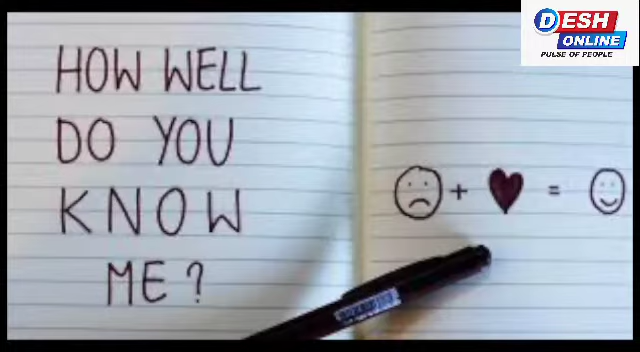 HOW WELL
DO YOU
KNOW
ME?
+ =
DESH
ONLINE
PULSE OF PEOPLE